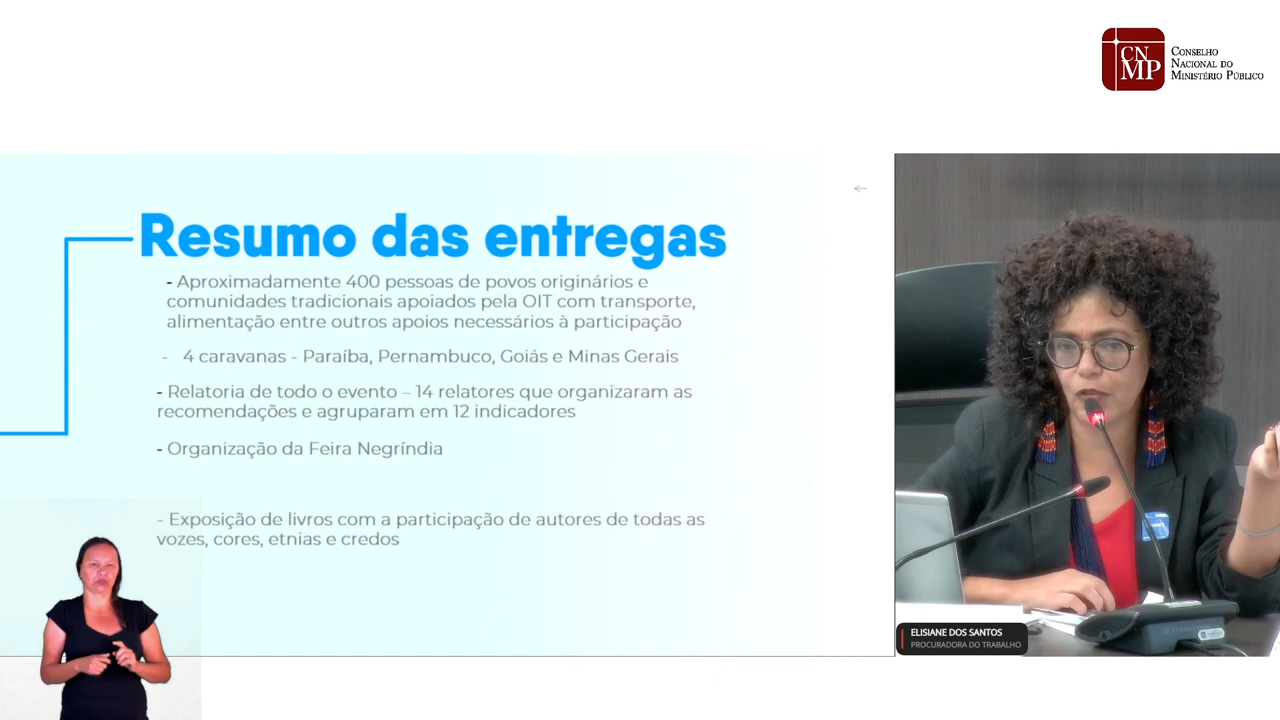 CN
MP
CONSELHO
NACIONAL DO
MINISTÉRIO PÚBLICO
Resumo das entregas
- Aproximadamente 400 pessoas de povos originários e
comunidades tradicionais apoiados pela OIT com transporte,
alimentação entre outros apoios necessários à participação
- 4 caravanas - Paraíba, Pernambuco, Goiás e Minas Gerais
- Relatoria de todo o evento – 14 relatores que organizaram as
recomendações e agruparam em 12 indicadores
- Organização da Feira Negríndia
- Exposição de livros com a participação de autores de todas as
vozes, cores, etnias e credos
ELISIANE DOS SANTOS
PROCURADORA DO TRABALHO